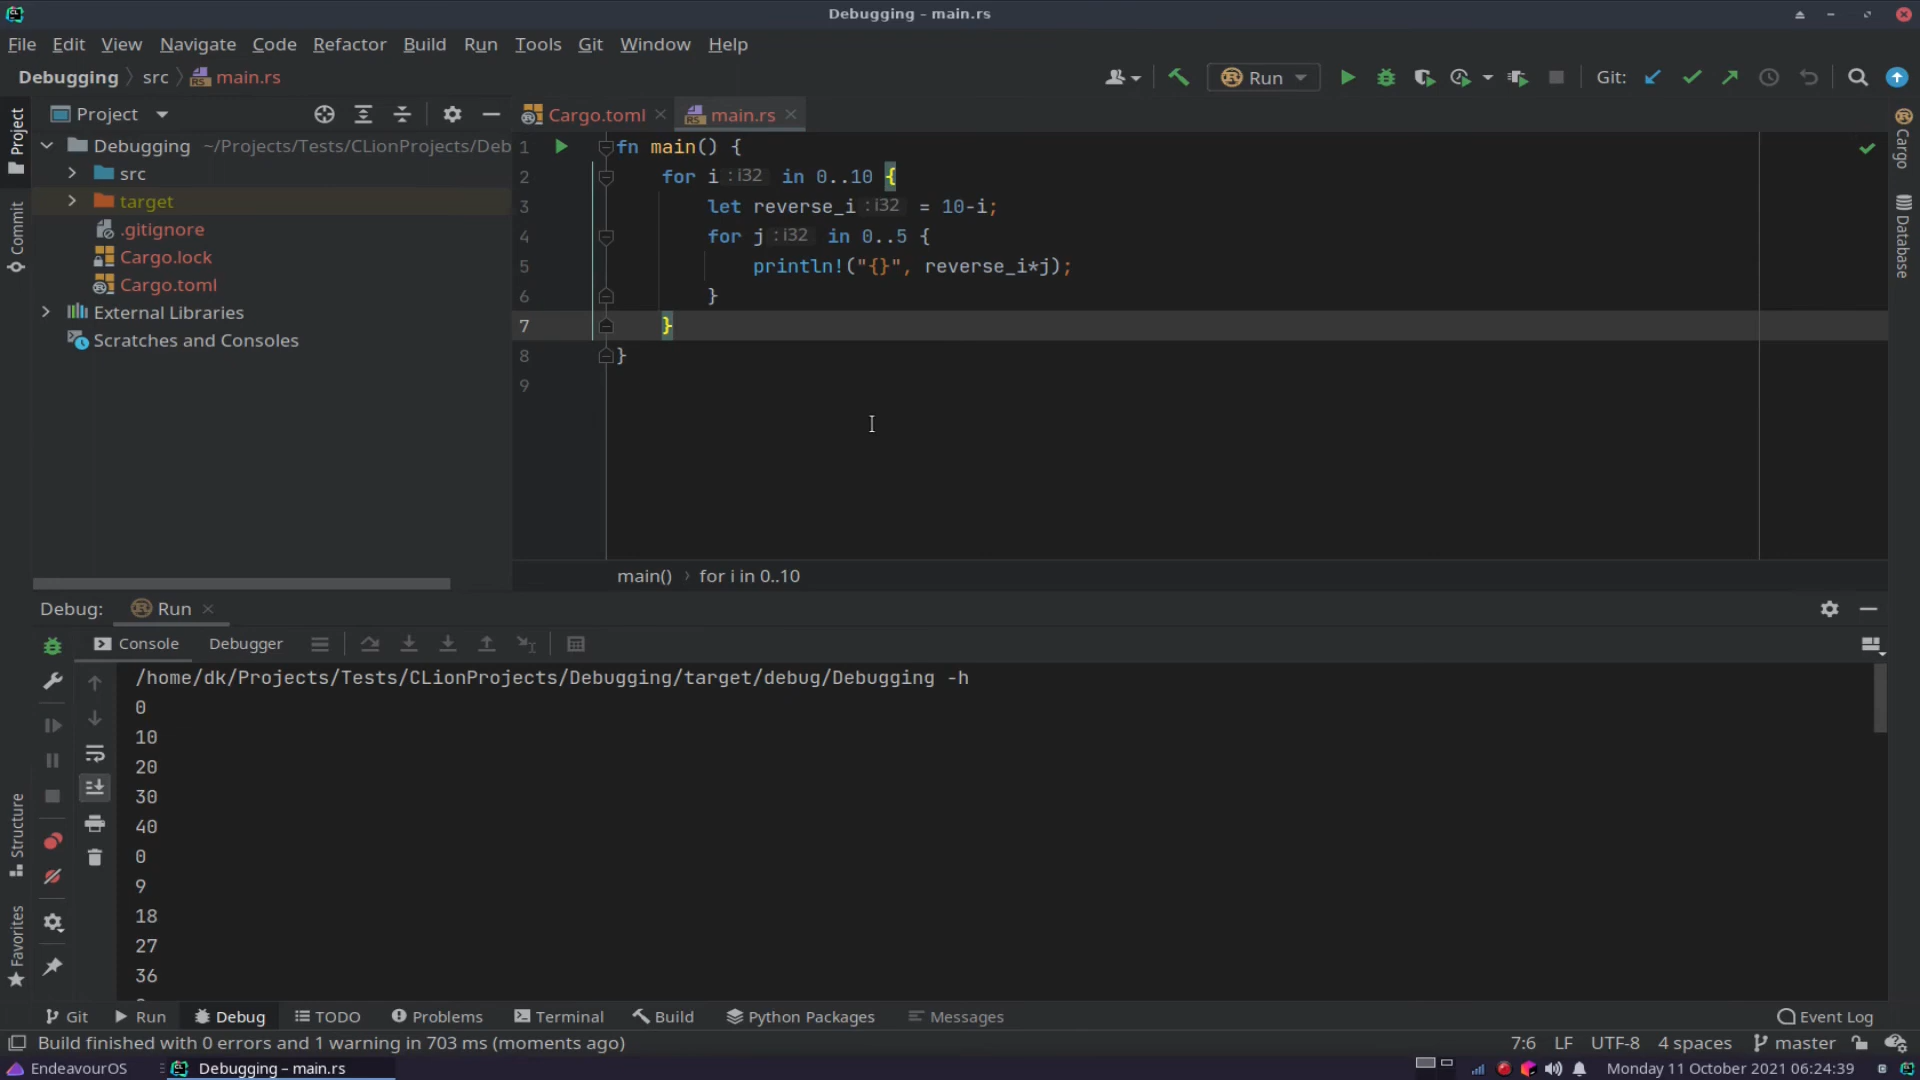 Debugging – main.rs
File Edit View Navigate Code Refactor Build Run Tools Git Window Help
Debugging src main.rs
Run
Git:
Project
Cargo.toml
main.rs
Project
Commit
Structure
Favorites
Cargo
Database
Debugging ~/Projects/Tests/CLionProjects/Deb
src
target
.gitignore
Cargo.lock
Cargo.toml
External Libraries
Scratches and Consoles
1 fn main() {
2 for i : i32 in 0..10 {
3 let reverse_i : i32 = 10-i;
4 for j : i32 in 0..5 {
5 println!("{}", reverse_i*j);
6 }
7 }
8 }
9
main() › for i in 0..10
Debug: Run
Console Debugger
/home/dk/Projects/Tests/CLionProjects/Debugging/target/debug/Debugging -h
0
10
20
30
40
0
9
18
27
36
Git Run Debug TODO Problems Terminal Build Python Packages Messages Event Log
Build finished with 0 errors and 1 warning in 703 ms (moments ago) 7:6 LF UTF-8 4 spaces master
EndeavourOS Debugging – main.rs Monday 11 October 2021 06:24:39